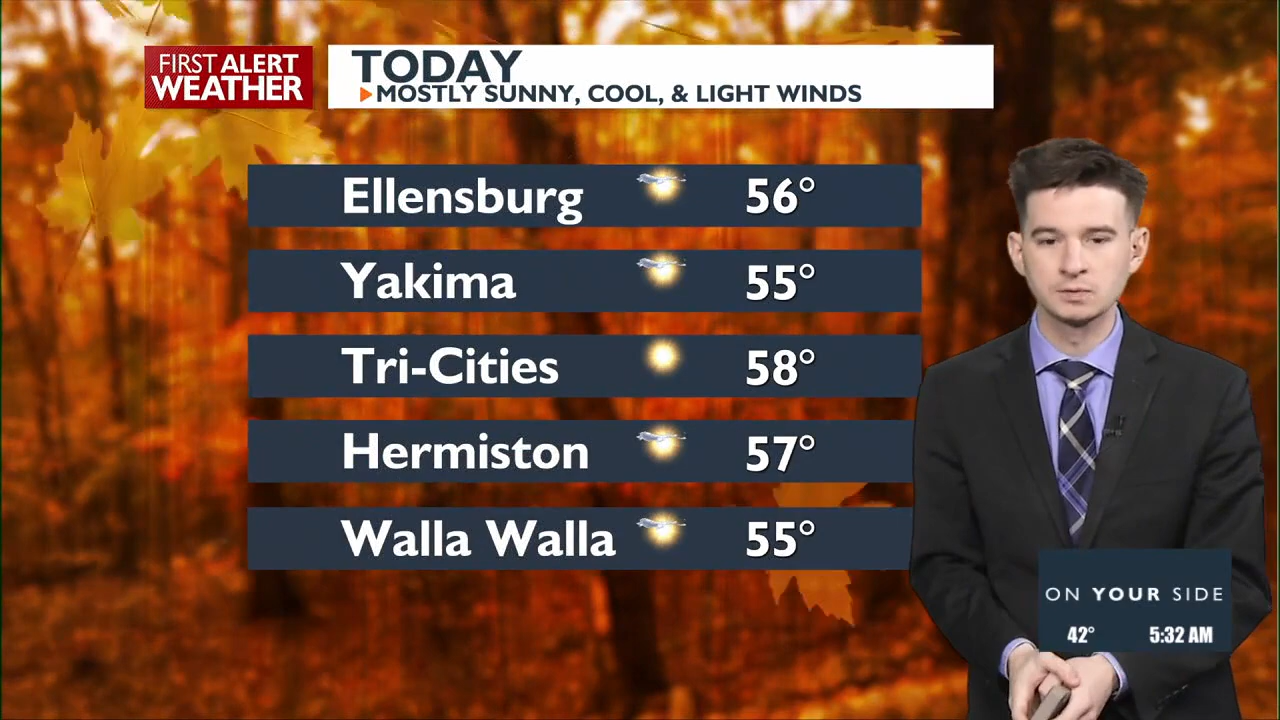 FIRST ALERT
WEATHER
TODAY
MOSTLY SUNNY, COOL, & LIGHT WINDS
Ellensburg 56°
Yakima 55°
Tri-Cities 58°
Hermiston 57°
Walla Walla 55°
ON YOUR SIDE
42° 5:32 AM